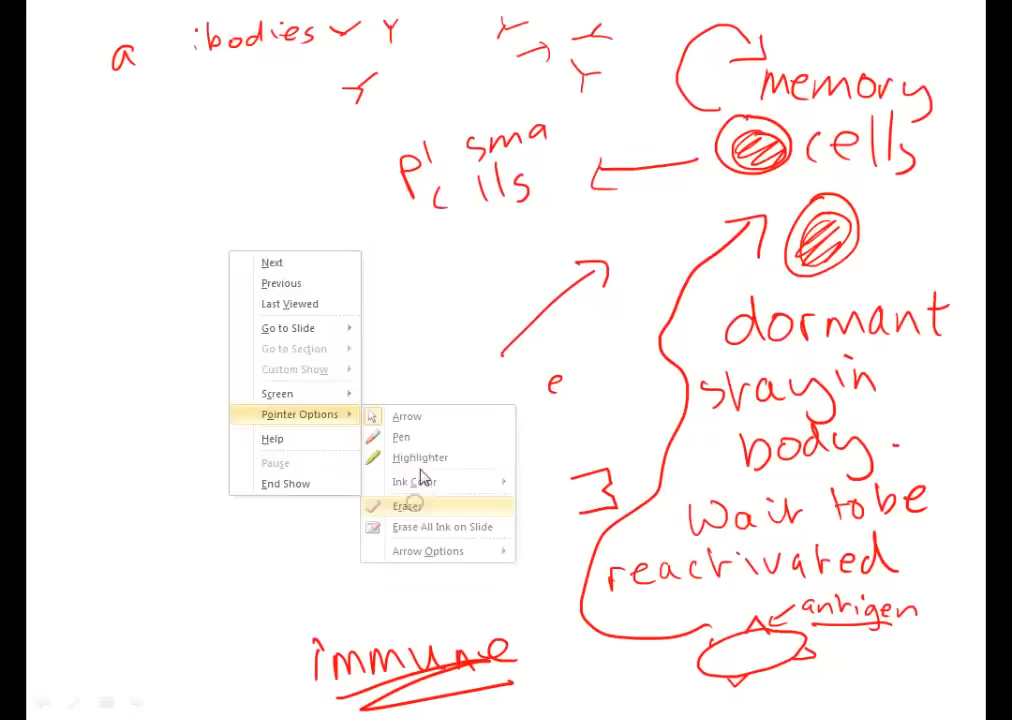 a ibodies
memory
cells
pl sma
c lls
dormant
stay in
body.
Wait to be
reactivated
antigen
e
immune
Next
Previous
Last Viewed
Go to Slide
Go to Section
Custom Show
Screen
Pointer Options
Help
Pause
End Show
Arrow
Pen
Highlighter
Ink Color
Eraser
Erase All Ink on Slide
Arrow Options